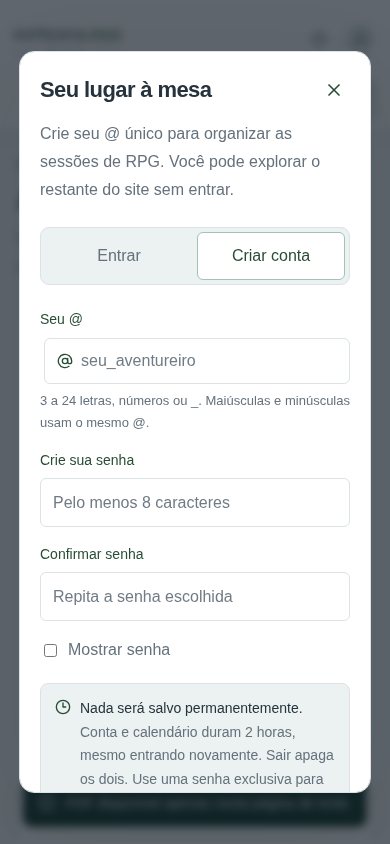 Seu lugar à mesa
Crie seu @ único para organizar as
sessões de RPG. Você pode explorar o
restante do site sem entrar.
Entrar
Criar conta
Seu @
@ seu_aventureiro
3 a 24 letras, números ou _. Maiúsculas e minúsculas
usam o mesmo @.
Crie sua senha
Pelo menos 8 caracteres
Confirmar senha
Repita a senha escolhida
Mostrar senha
Nada será salvo permanentemente.
Conta e calendário duram 2 horas,
mesmo entrando novamente. Sair apaga
os dois. Use uma senha exclusiva para